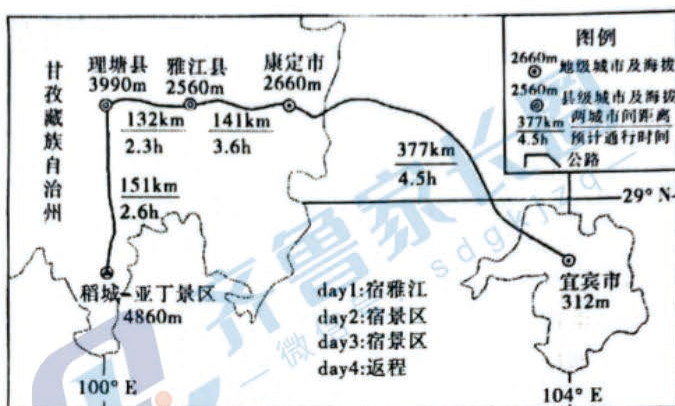 甘孜藏族自治州
理塘县
3990m
雅江县
2560m
康定市
2660m
132km
2.3h
141km
3.6h
151km
2.6h
377km
4.5h
29° N
稻城-亚丁景区
4860m
宜宾市
312m
day1:宿雅江
day2:宿景区
day3:宿景区
day4:返程
100° E
104° E
图例
2660m
地级城市及海拔
2560m
县级城市及海拔
377km
4.5h
两城市间距离
预计通行时间
公路
齐鲁家长圈
sdgkjzq